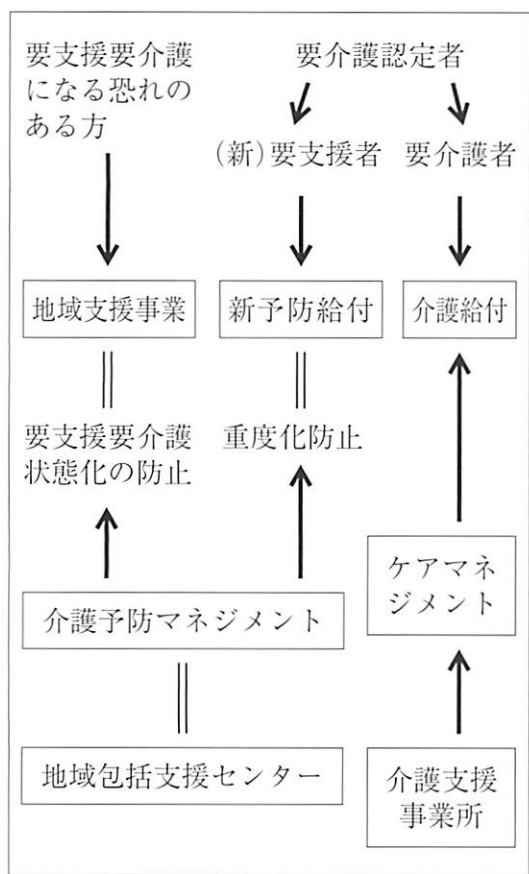 要支援要介護
になる恐れの
ある方
要介護認定者
(新)要支援者
要介護者
地域支援事業
新予防給付
介護給付
要支援要介護
状態化の防止
重度化防止
ケアマネ
ジメント
介護予防マネジメント
地域包括支援センター
介護支援
事業所